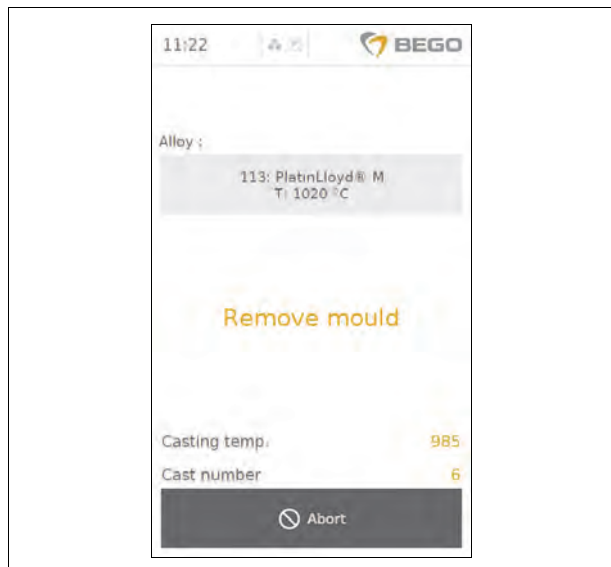 11:22
BEGO
Alloy :
113: PlatinLloyd® M
T: 1020 °C
Remove mould
Casting temp. 985
Cast number 6
Abort